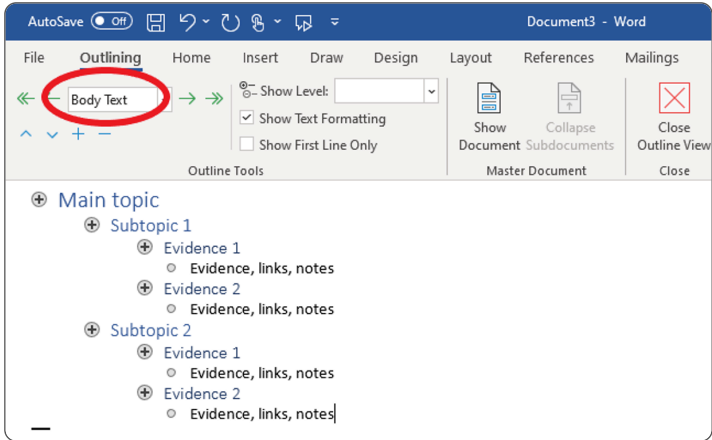 AutoSave Off Document3 - Word
File Outlining Home Insert Draw Design Layout References Mailings
Body Text
Show Level:
Show Text Formatting
Show First Line Only
Outline Tools
Show Document
Collapse Subdocuments
Master Document
Close Outline View
Close
Main topic
Subtopic 1
Evidence 1
Evidence, links, notes
Evidence 2
Evidence, links, notes
Subtopic 2
Evidence 1
Evidence, links, notes
Evidence 2
Evidence, links, notes